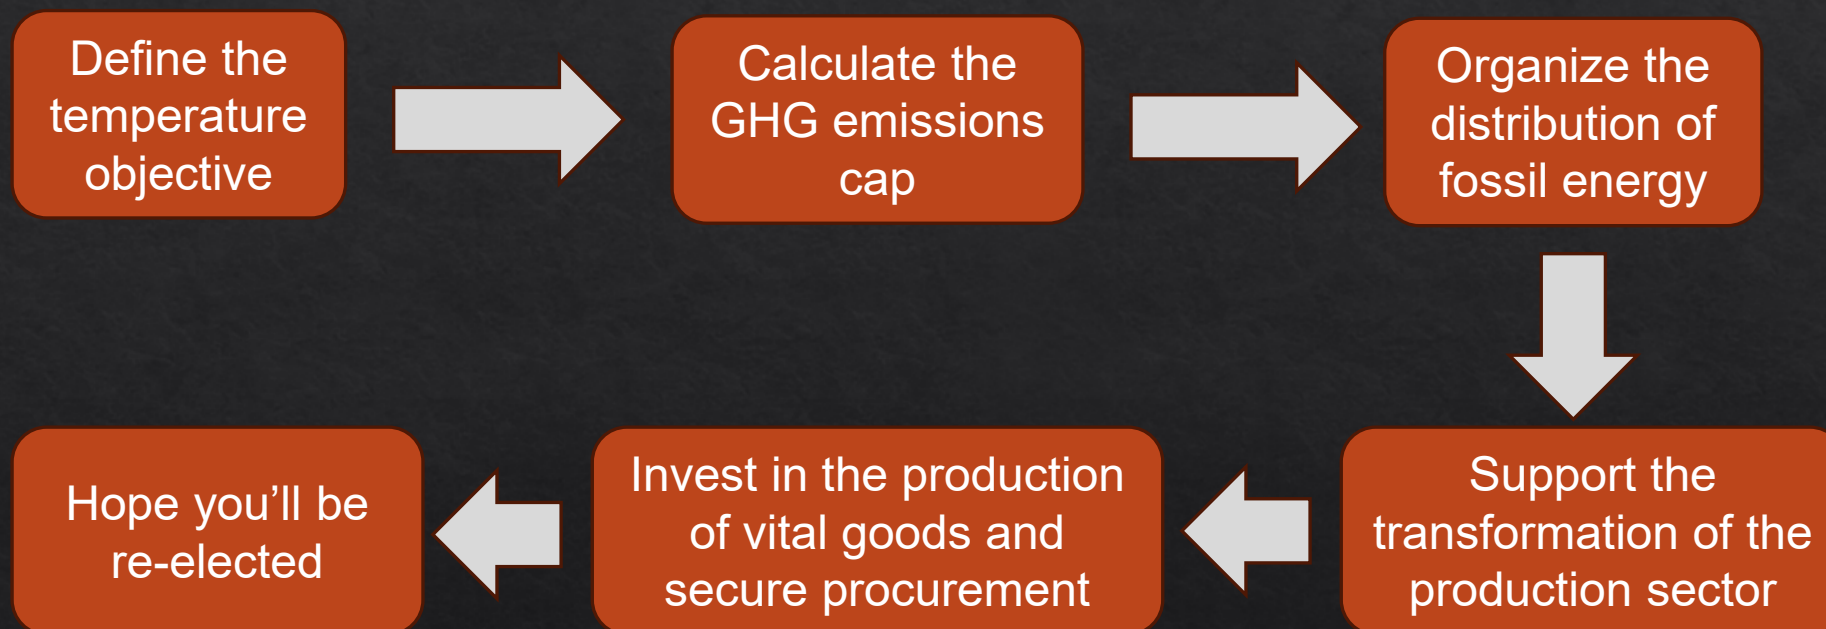 Define the
temperature
objective
Calculate the
GHG emissions
cap
Organize the
distribution of
fossil energy
Support the
transformation of the
production sector
Invest in the production
of vital goods and
secure procurement
Hope you’ll be
re-elected